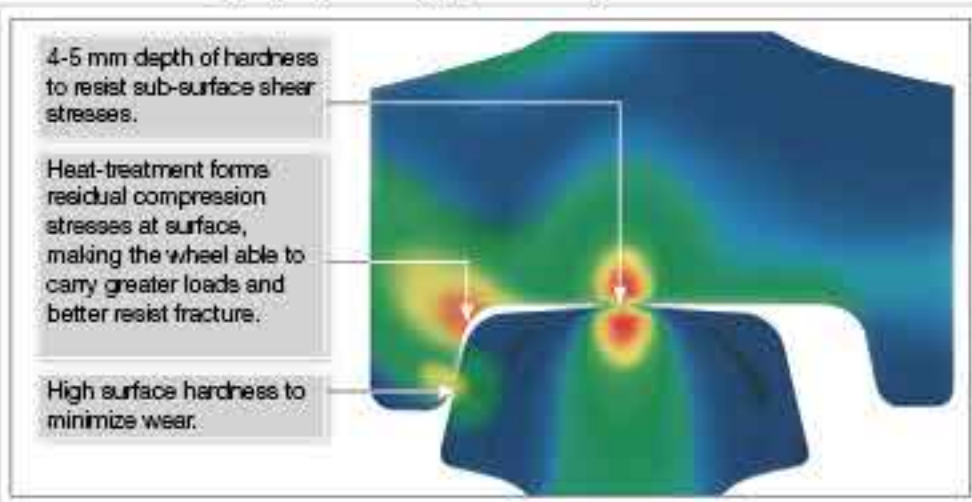 4-5 mm depth of hardness
to resist sub-surface shear
stresses.
Heat-treatment forms
residual compression
stresses at surface,
making the wheel able to
carry greater loads and
better resist fracture.
High surface hardness to
minimize wear.